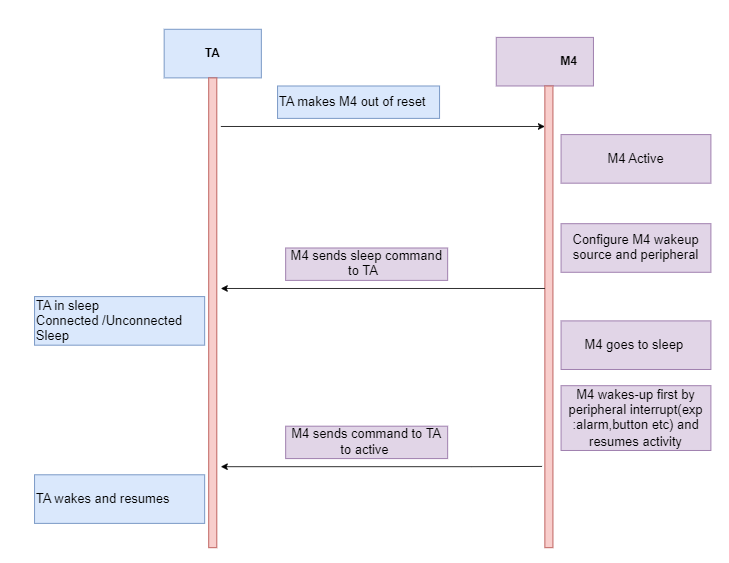 TA
M4
TA makes M4 out of reset
M4 Active
Configure M4 wakeup
source and peripheral
M4 sends sleep command
to TA
TA in sleep
Connected /Unconnected
Sleep
M4 goes to sleep
M4 wakes-up first by
peripheral interrupt(exp
:alarm,button etc) and
resumes activity
M4 sends command to TA
to active
TA wakes and resumes